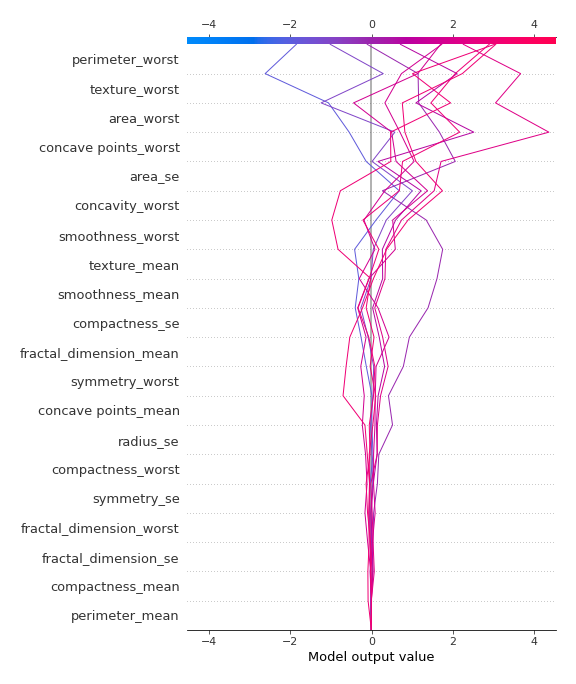 −4 −2 0 2 4
perimeter_worst
texture_worst
area_worst
concave points_worst
area_se
concavity_worst
smoothness_worst
texture_mean
smoothness_mean
compactness_se
fractal_dimension_mean
symmetry_worst
concave points_mean
radius_se
compactness_worst
symmetry_se
fractal_dimension_worst
fractal_dimension_se
compactness_mean
perimeter_mean
−4 −2 0 2 4
Model output value